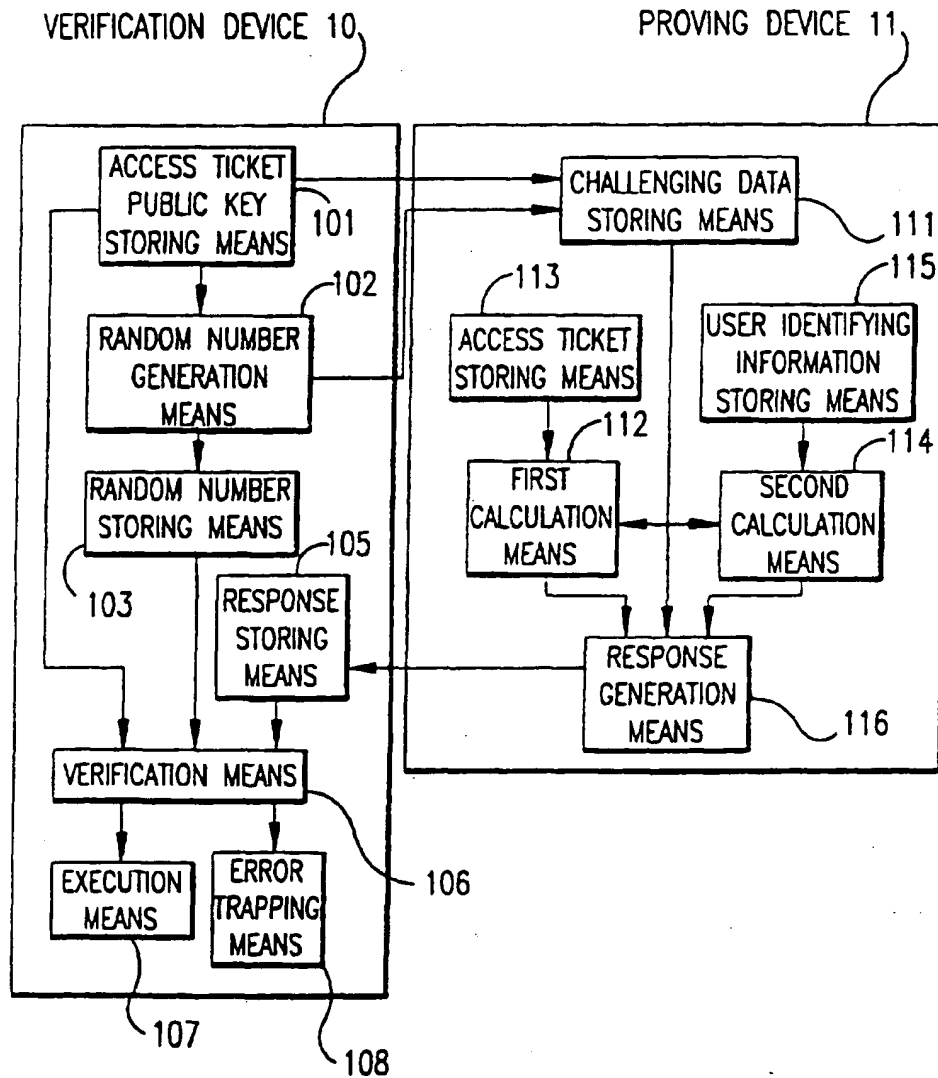 VERIFICATION DEVICE 10
PROVING DEVICE 11
ACCESS TICKET
PUBLIC KEY
STORING MEANS
101
102
RANDOM NUMBER
GENERATION
MEANS
RANDOM NUMBER
STORING MEANS
103
105
RESPONSE
STORING
MEANS
VERIFICATION MEANS
106
EXECUTION
MEANS
107
ERROR
TRAPPING
MEANS
108
CHALLENGING DATA
STORING MEANS
111
113
ACCESS TICKET
STORING MEANS
115
USER IDENTIFYING
INFORMATION
STORING MEANS
112
FIRST
CALCULATION
MEANS
114
SECOND
CALCULATION
MEANS
RESPONSE
GENERATION
MEANS
116